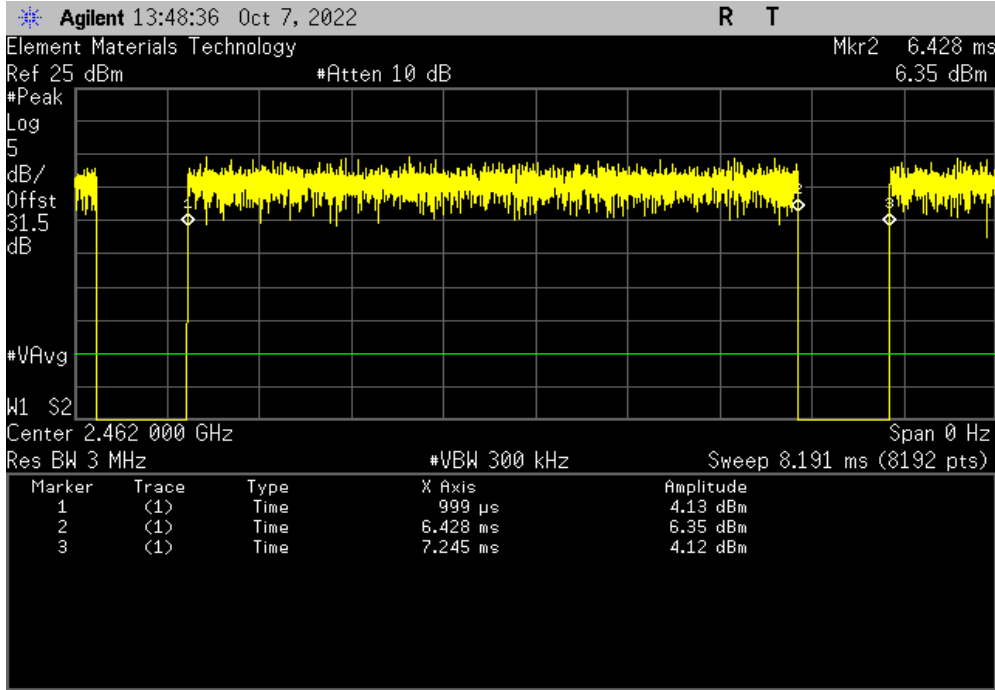 Agilent 13:48:36 Oct 7, 2022 R T
Element Materials Technology
Mkr2 6.428 ms
Ref 25 dBm #Atten 10 dB 6.35 dBm
#Peak
Log
5
dB/
Offst
31.5
dB
1
2
3
#VAvg
W1 S2
Center 2.462 000 GHz Span 0 Hz
Res BW 3 MHz #VBW 300 kHz Sweep 8.191 ms (8192 pts)
Marker Trace Type X Axis Amplitude
1 (1) Time 999 µs 4.13 dBm
2 (1) Time 6.428 ms 6.35 dBm
3 (1) Time 7.245 ms 4.12 dBm